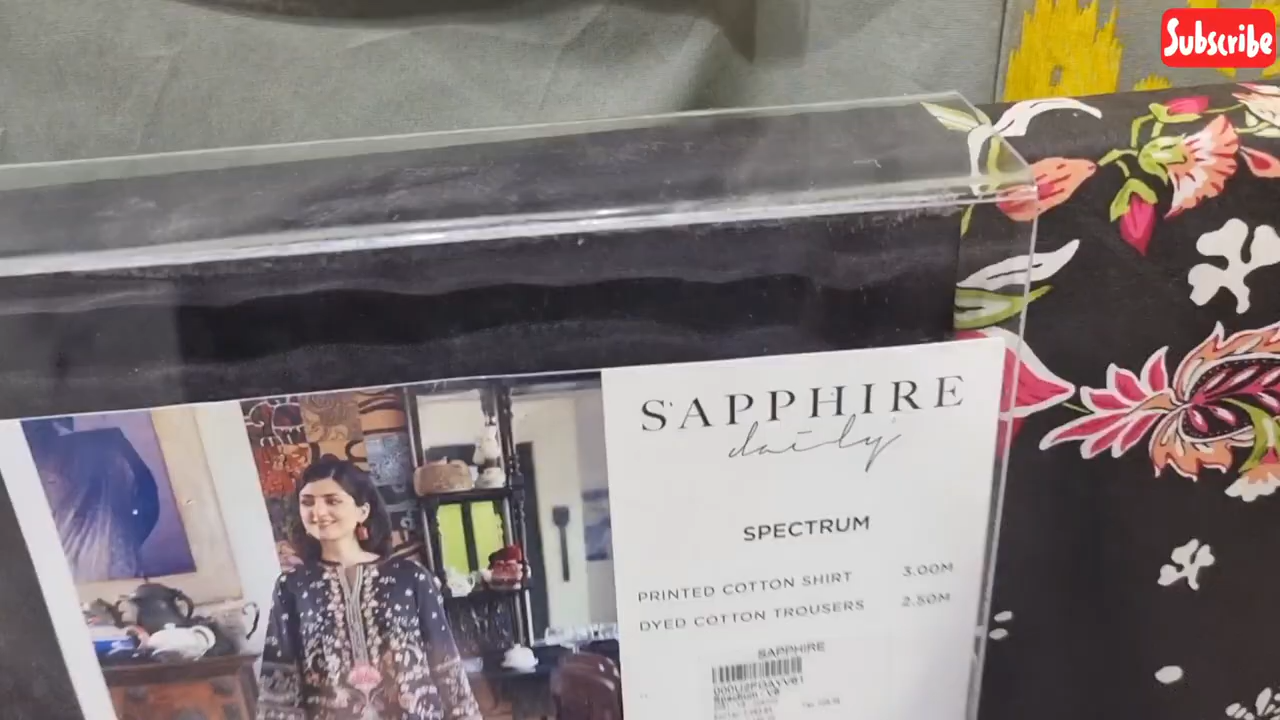 Subscribe
SAPPHIRE
daily
SPECTRUM
PRINTED COTTON SHIRT 3.00M
DYED COTTON TROUSERS 2.50M
SAPPHIRE